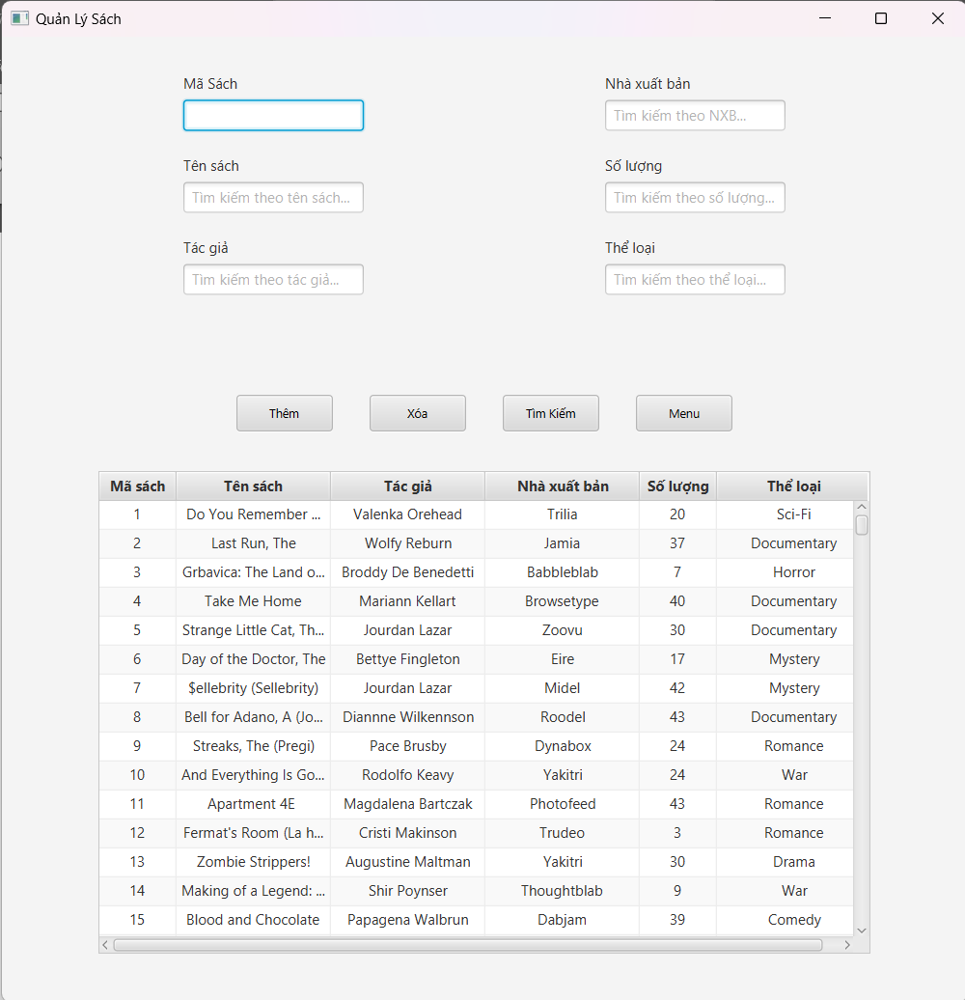 Quản Lý Sách
Mã Sách
Nhà xuất bản
Tìm kiếm theo NXB...
Tên sách
Số lượng
Tìm kiếm theo tên sách...
Tìm kiếm theo số lượng...
Tác giả
Thể loại
Tìm kiếm theo tác giả...
Tìm kiếm theo thể loại...
Thêm Xóa Tìm Kiếm Menu
Mã sách Tên sách Tác giả Nhà xuất bản Số lượng Thể loại
1 Do You Remember ... Valenka Orehead Trilia 20 Sci-Fi
2 Last Run, The Wolfy Reburn Jamia 37 Documentary
3 Grbavica: The Land o... Broddy De Benedetti Babbleblab 7 Horror
4 Take Me Home Mariann Kellart Browsetype 40 Documentary
5 Strange Little Cat, Th... Jourdan Lazar Zoovu 30 Documentary
6 Day of the Doctor, The Bettye Fingleton Eire 17 Mystery
7 $ellebrity (Sellebrity) Jourdan Lazar Midel 42 Mystery
8 Bell for Adano, A (Jo... Diannne Wilkennson Roodel 43 Documentary
9 Streaks, The (Pregi) Pace Brusby Dynabox 24 Romance
10 And Everything Is Go... Rodolfo Keavy Yakitri 24 War
11 Apartment 4E Magdalena Bartczak Photofeed 43 Romance
12 Fermat's Room (La h... Cristi Makinson Trudeo 3 Romance
13 Zombie Strippers! Augustine Maltman Yakitri 30 Drama
14 Making of a Legend: ... Shir Poynser Thoughtblab 9 War
15 Blood and Chocolate Papagena Walbrun Dabjam 39 Comedy